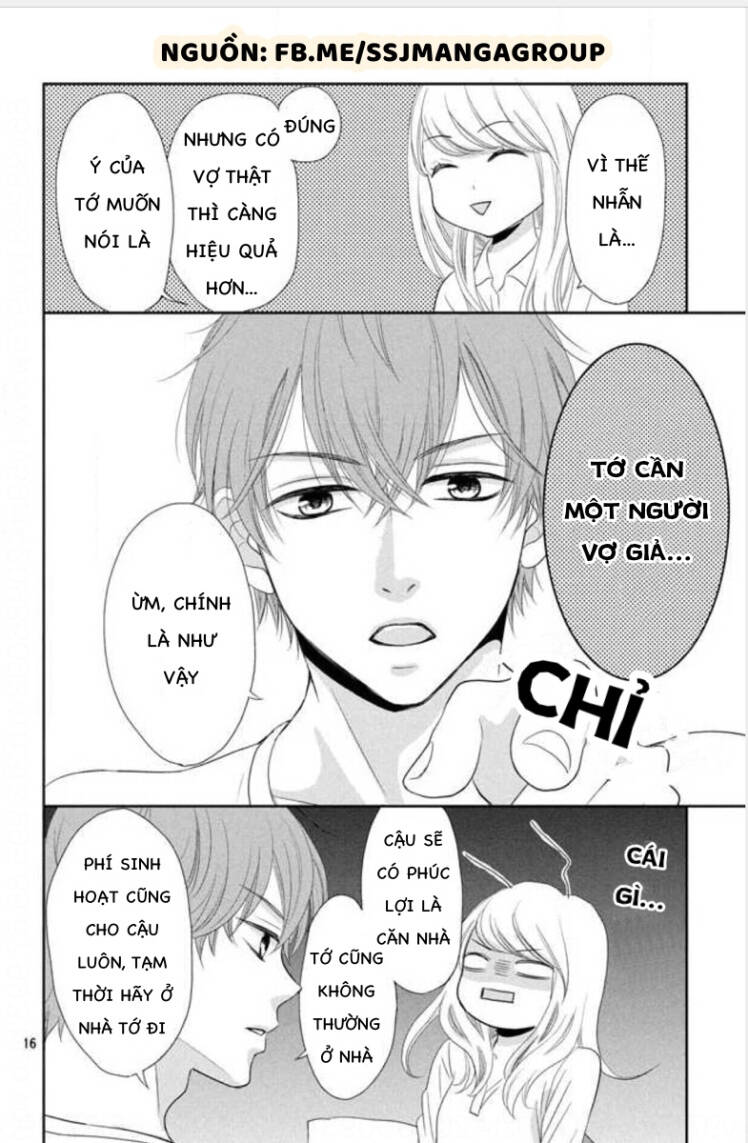 NGUỒN: FB.ME/SSJMANGAGROUP
VÌ THẾ
NHẪN
LÀ...
ĐÚNG
NHƯNG CÓ
VỢ THẬT
THÌ CÀNG
HIỆU QUẢ
HƠN...
Ý CỦA
TỚ MUỐN
NÓI LÀ
TỚ CẦN
MỘT NGƯỜI
VỢ GIẢ...
ỪM, CHÍNH
LÀ NHƯ
VẬY
CHỈ
CÁI
GÌ...
CẬU SẼ
CÓ PHÚC
LỢI LÀ
CĂN NHÀ
TỚ CŨNG
KHÔNG
THƯỜNG
Ở NHÀ
PHÍ SINH
HOẠT CŨNG
CHO CẬU
LUÔN, TẠM
THỜI HÃY Ở
NHÀ TỚ ĐI
16